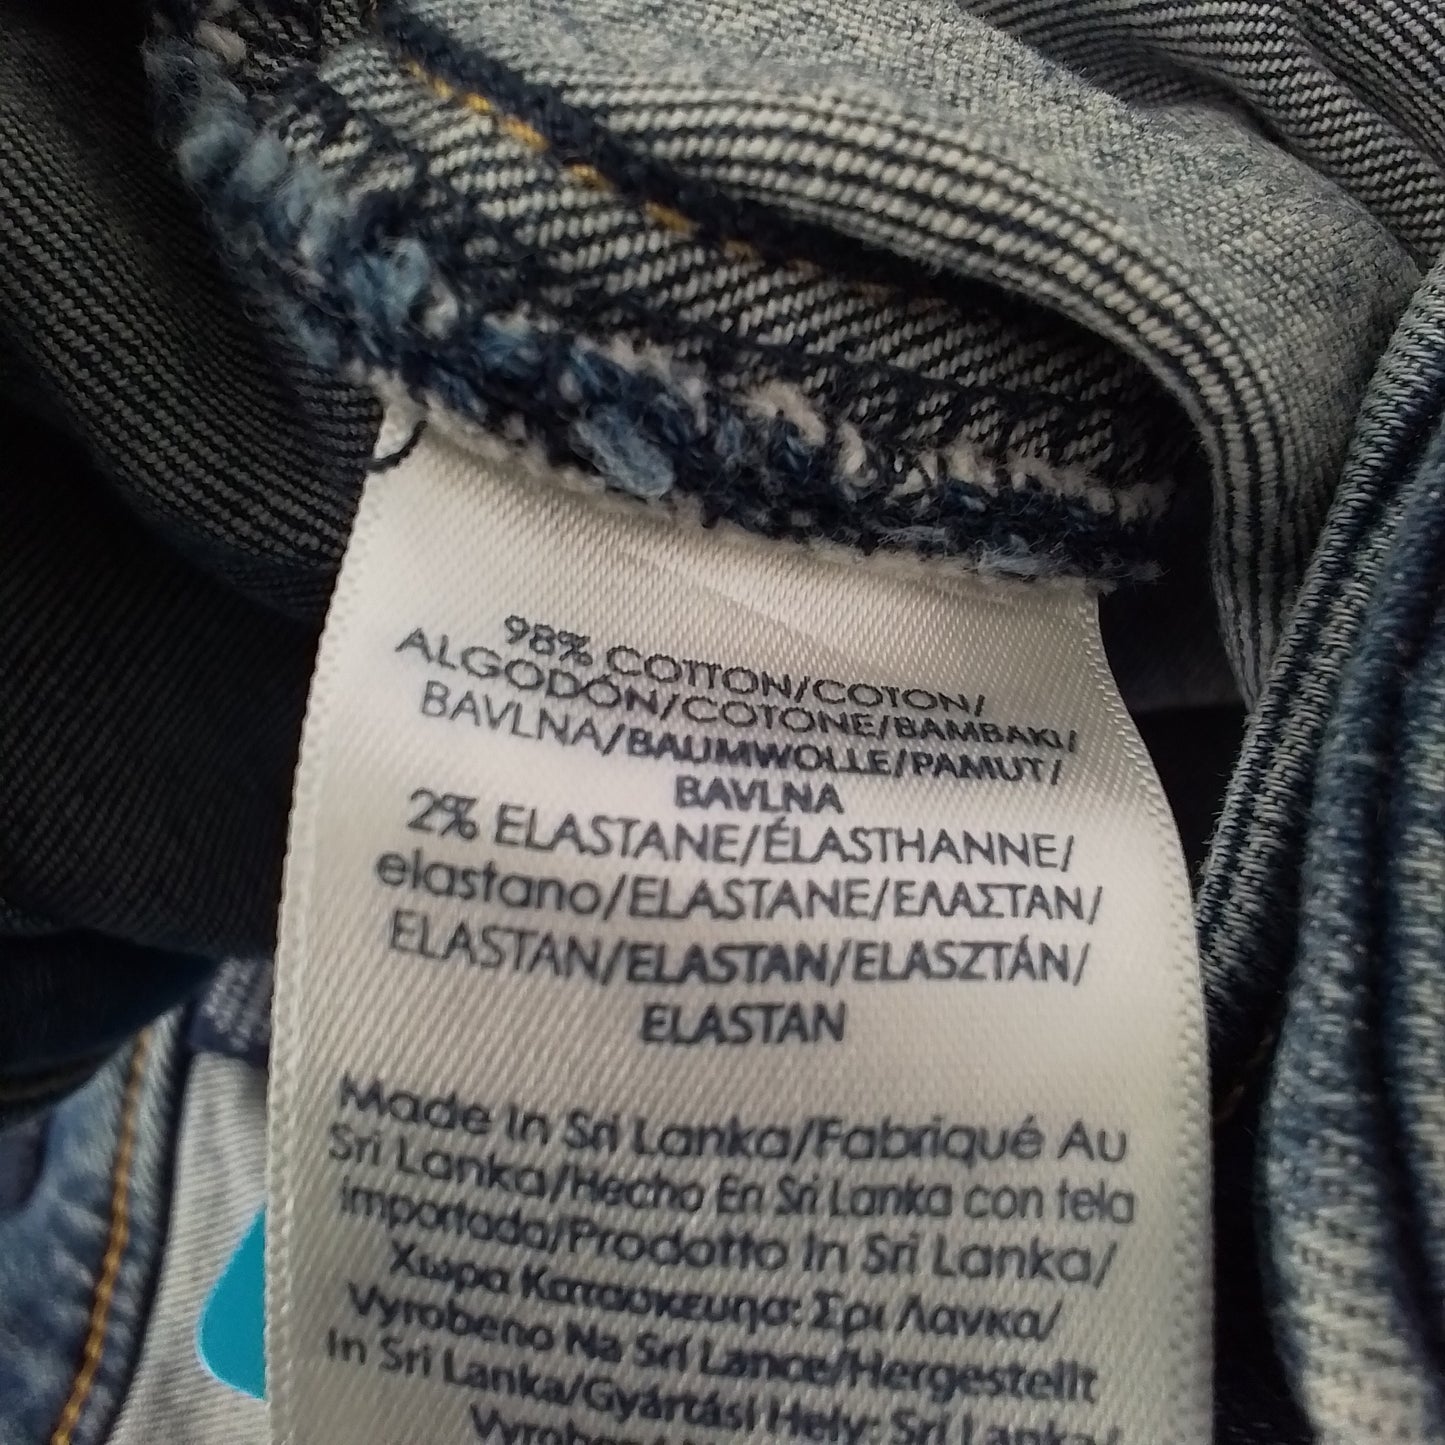 98% COTTON/COTON/
ALGODÓN/COTONE/BAMBAKI/
BAVLNA/BAUMWOLLE/PAMUT/
BAVLNA
2% ELASTANE/ÉLASTHANNE/
elastano/ELASTANE/ΕΛΑΣΤΑΝ/
ELASTAN/ELASTAN/ELASZTÁN/
ELASTAN
Made In Sri Lanka/Fabriqué Au
Sri Lanka/Hecho En Sri Lanka con tela
importada/Prodotto In Sri Lanka/
Χωρα Κατασκευησ: Σρι Λανκα/
Vyrobeno Na Srí Lance/Hergestellt
In Sri Lanka/Gyártási Hely: Srí Lanka/